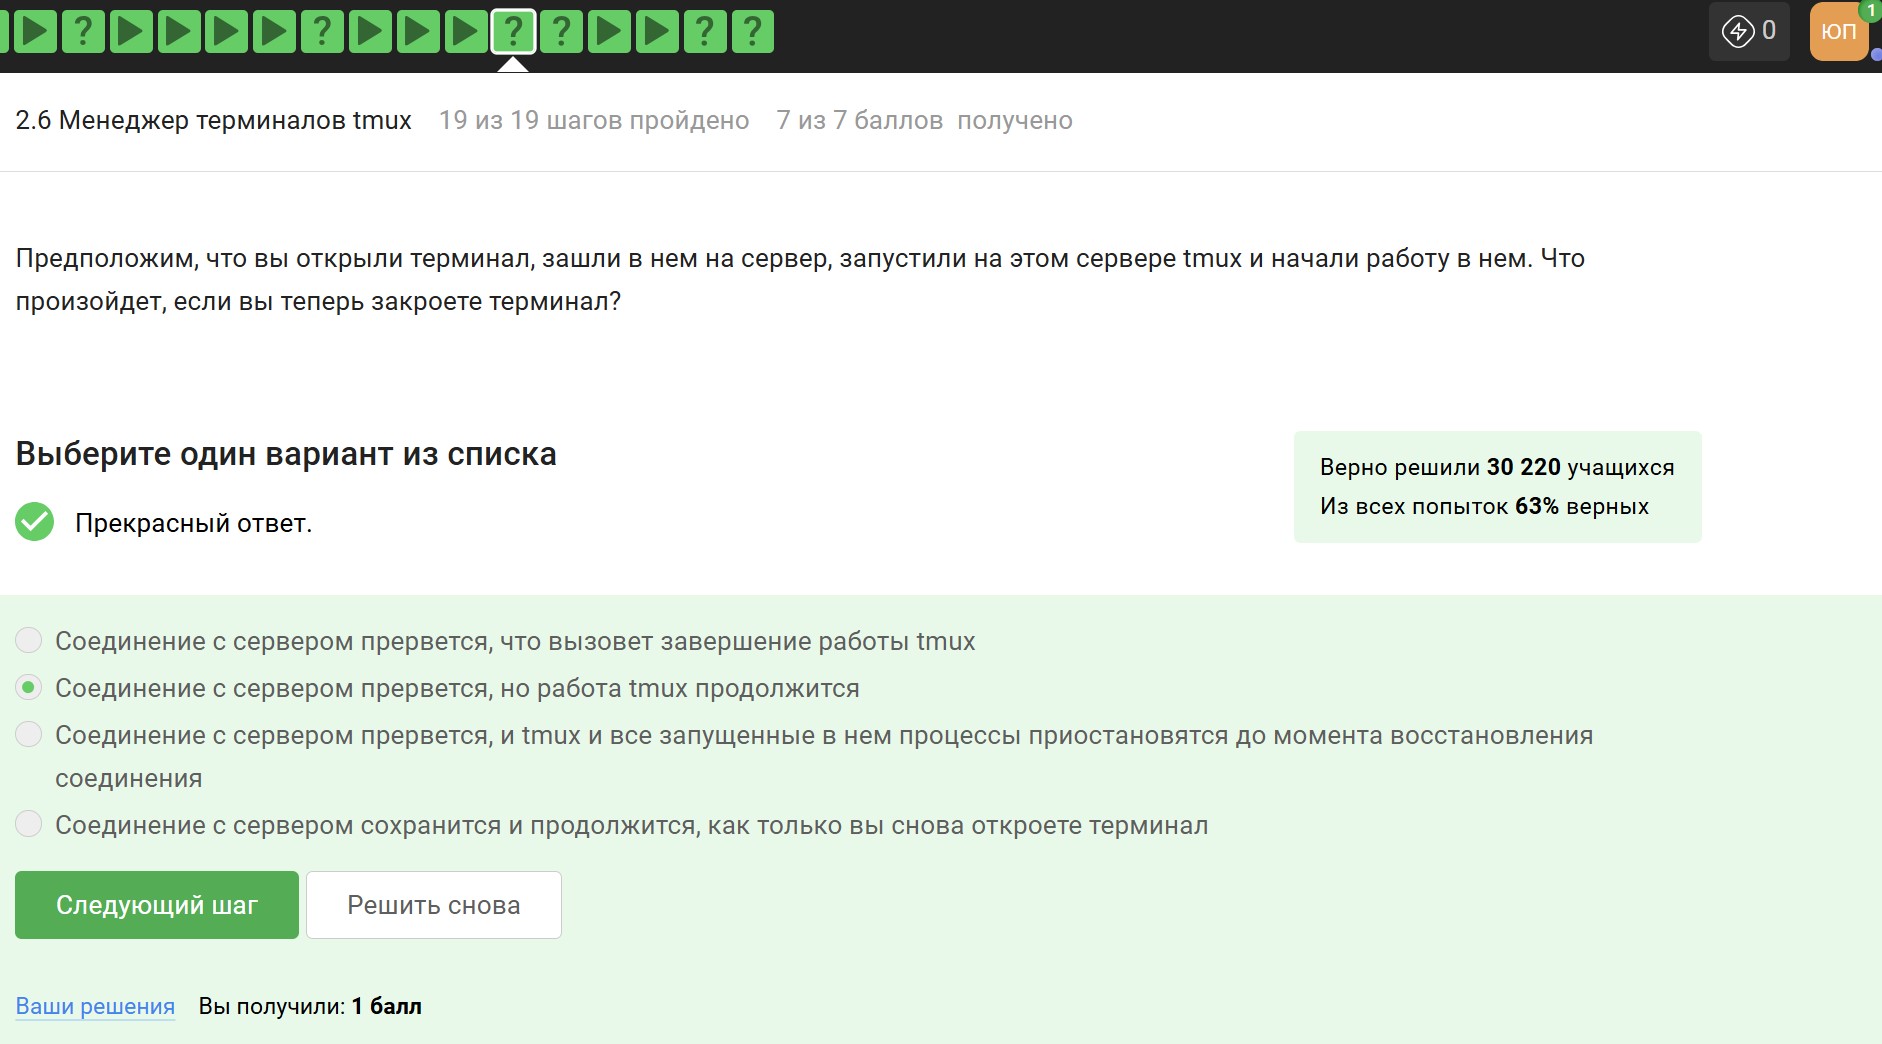 ? ? ? ? ? ?
0
ЮП
1
2.6 Менеджер терминалов tmux 19 из 19 шагов пройдено 7 из 7 баллов получено
Предположим, что вы открыли терминал, зашли в нем на сервер, запустили на этом сервере tmux и начали работу в нем. Что
произойдет, если вы теперь закроете терминал?
Выберите один вариант из списка
Прекрасный ответ.
Верно решили 30 220 учащихся
Из всех попыток 63% верных
Соединение с сервером прервется, что вызовет завершение работы tmux
Соединение с сервером прервется, но работа tmux продолжится
Соединение с сервером прервется, и tmux и все запущенные в нем процессы приостановятся до момента восстановления
соединения
Соединение с сервером сохранится и продолжится, как только вы снова откроете терминал
Следующий шаг
Решить снова
Ваши решения Вы получили: 1 балл